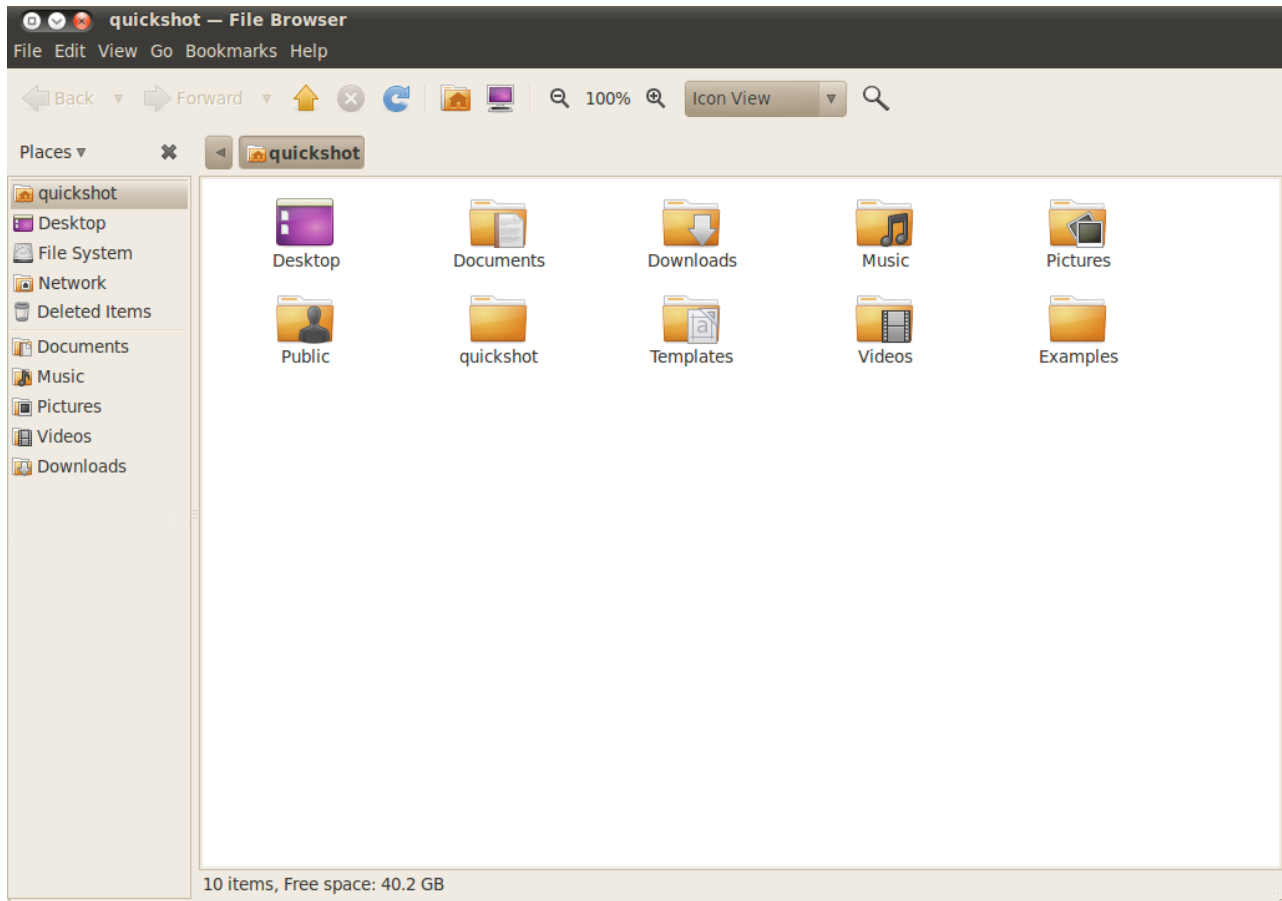 quickshot — File Browser
File Edit View Go Bookmarks Help
Back Forward 100% Icon View
Places
quickshot
quickshot
Desktop
File System
Network
Deleted Items
Documents
Music
Pictures
Videos
Downloads
Desktop Documents Downloads Music Pictures
Public quickshot Templates Videos Examples
10 items, Free space: 40.2 GB